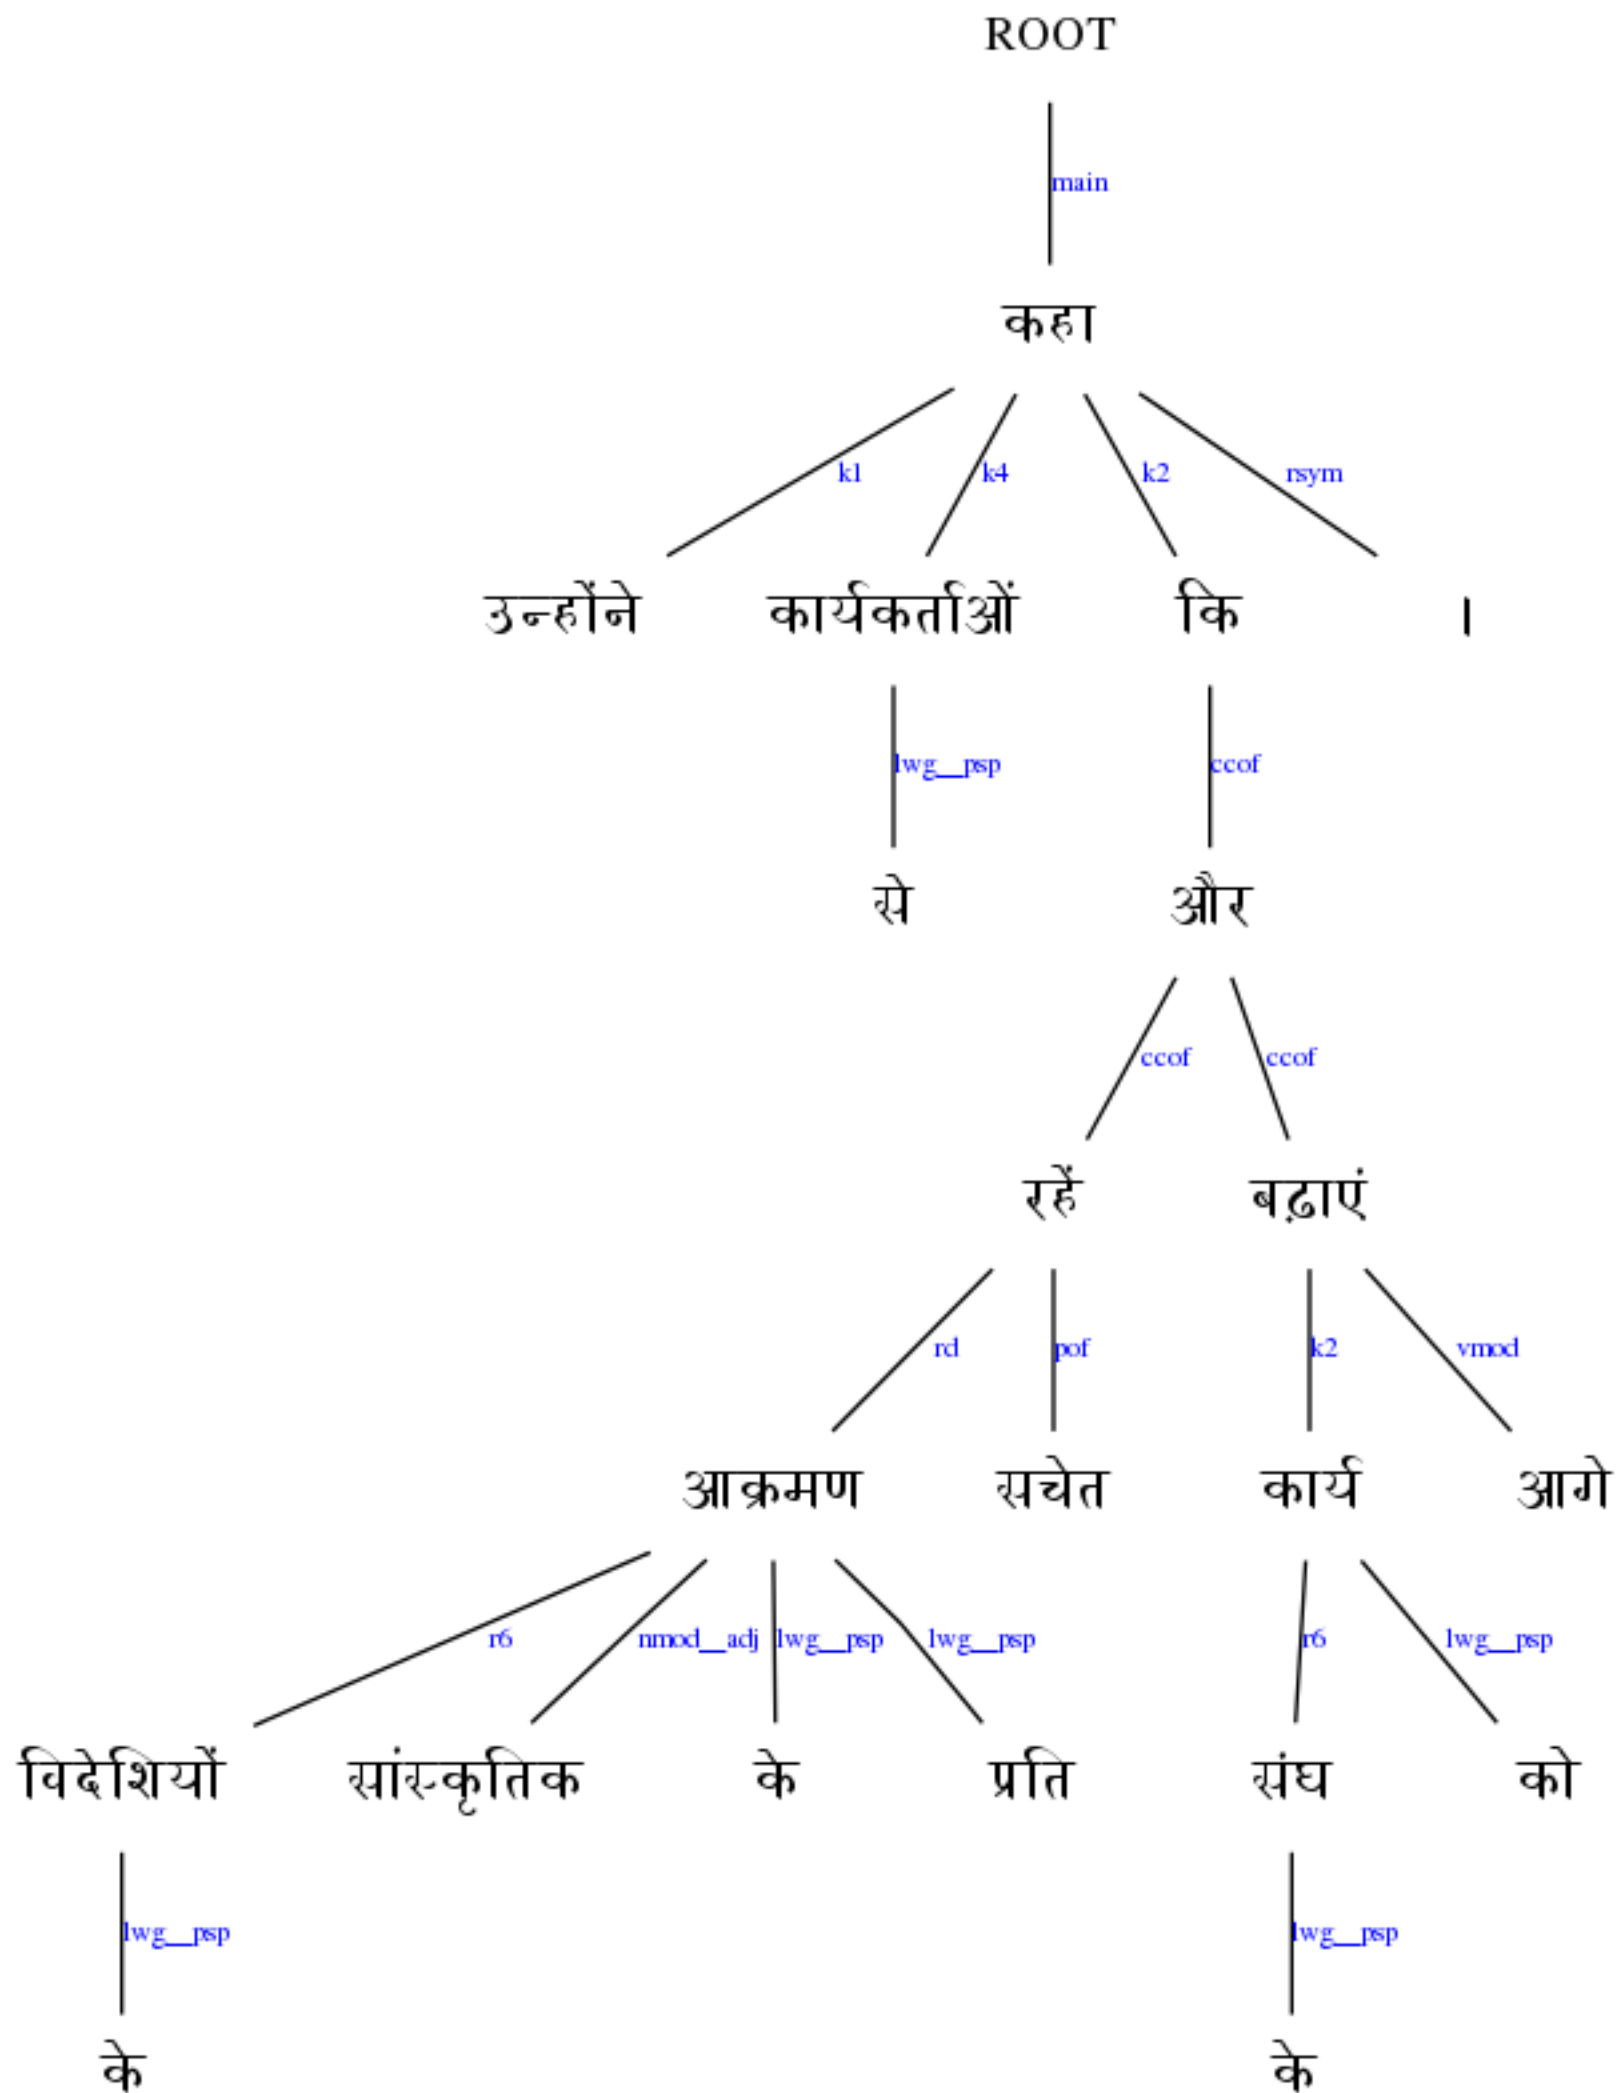 ROOT
main
कहा
k1 k4 k2 rsym
उन्होंने कार्यकर्ताओं कि ।
lwg__psp ccof
से और
ccof ccof
रहें बढ़ाएं
rd pof k2 vmod
आक्रमण सचेत कार्य आगे
r6 nmod__adj lwg__psp lwg__psp r6 lwg__psp
विदेशियों सांस्कृतिक के प्रति संघ को
lwg__psp lwg__psp
के के